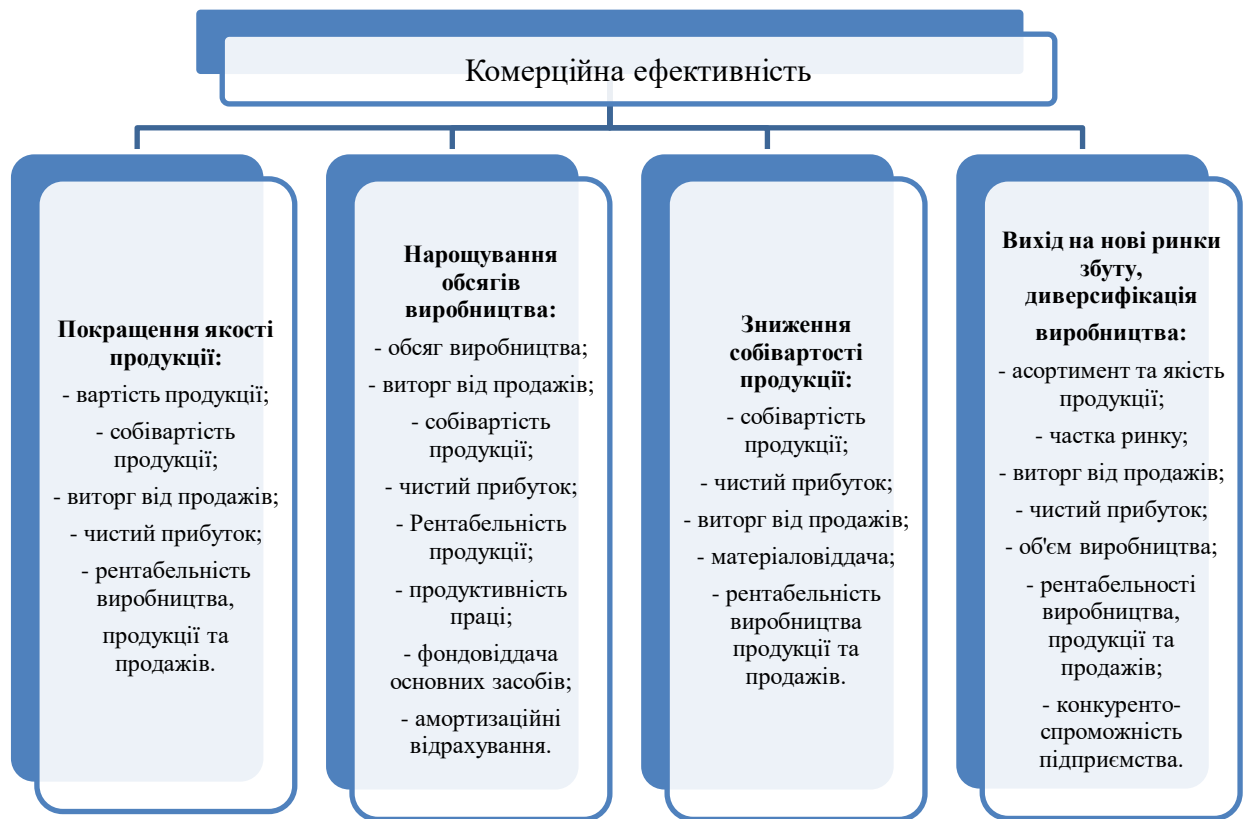 Комерційна ефективність
Покращення якості
продукції:
- вартість продукції;
- собівартість
продукції;
- виторг від продажів;
- чистий прибуток;
- рентабельність
виробництва,
продукції та
продажів.
Нарощування
обсягів
виробництва:
- обсяг виробництва;
- виторг від продажів;
- собівартість
продукції;
- чистий прибуток;
- Рентабельність
продукції;
- продуктивність
праці;
- фондовіддача
основних засобів;
- амортизаційні
відрахування.
Зниження
собівартості
продукції:
- собівартість
продукції;
- чистий прибуток;
- виторг від продажів;
- матеріаловіддача;
- рентабельність
виробництва
продукції та
продажів.
Вихід на нові ринки
збуту,
диверсифікація
виробництва:
- асортимент та якість
продукції;
- частка ринку;
- виторг від продажів;
- чистий прибуток;
- об'єм виробництва;
- рентабельності
виробництва,
продукції та
продажів;
- конкуренто-
спроможність
підприємства.